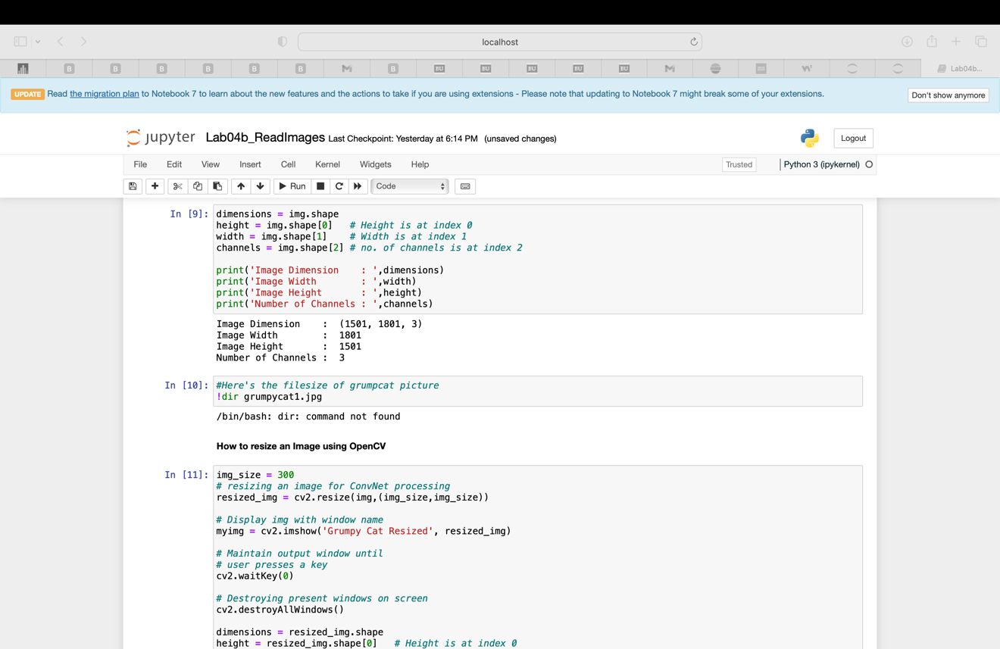 localhost
B B B B B B B BU BU BU BU BU W Lab04b...
UPDATE Read the migration plan to Notebook 7 to learn about the new features and the actions to take if you are using extensions - Please note that updating to Notebook 7 might break some of your extensions. Don't show anymore
jupyter Lab04b_ReadImages Last Checkpoint: Yesterday at 6:14 PM (unsaved changes) Logout
File Edit View Insert Cell Kernel Widgets Help Trusted Python 3 (ipykernel)
Run Code
In [9]: dimensions = img.shape
height = img.shape[0]   # Height is at index 0
width = img.shape[1]    # Width is at index 1
channels = img.shape[2] # no. of channels is at index 2
print('Image Dimension    : ',dimensions)
print('Image Width        : ',width)
print('Image Height       : ',height)
print('Number of Channels : ',channels)
Image Dimension    :  (1501, 1801, 3)
Image Width        :  1801
Image Height       :  1501
Number of Channels :  3
In [10]: #Here's the filesize of grumpcat picture
!dir grumpycat1.jpg
/bin/bash: dir: command not found
How to resize an Image using OpenCV
In [11]: img_size = 300
# resizing an image for ConvNet processing
resized_img = cv2.resize(img,(img_size,img_size))
# Display img with window name
myimg = cv2.imshow('Grumpy Cat Resized', resized_img)
# Maintain output window until
# user presses a key
cv2.waitKey(0)
# Destroying present windows on screen
cv2.destroyAllWindows()
dimensions = resized_img.shape
height = resized_img.shape[0]   # Height is at index 0